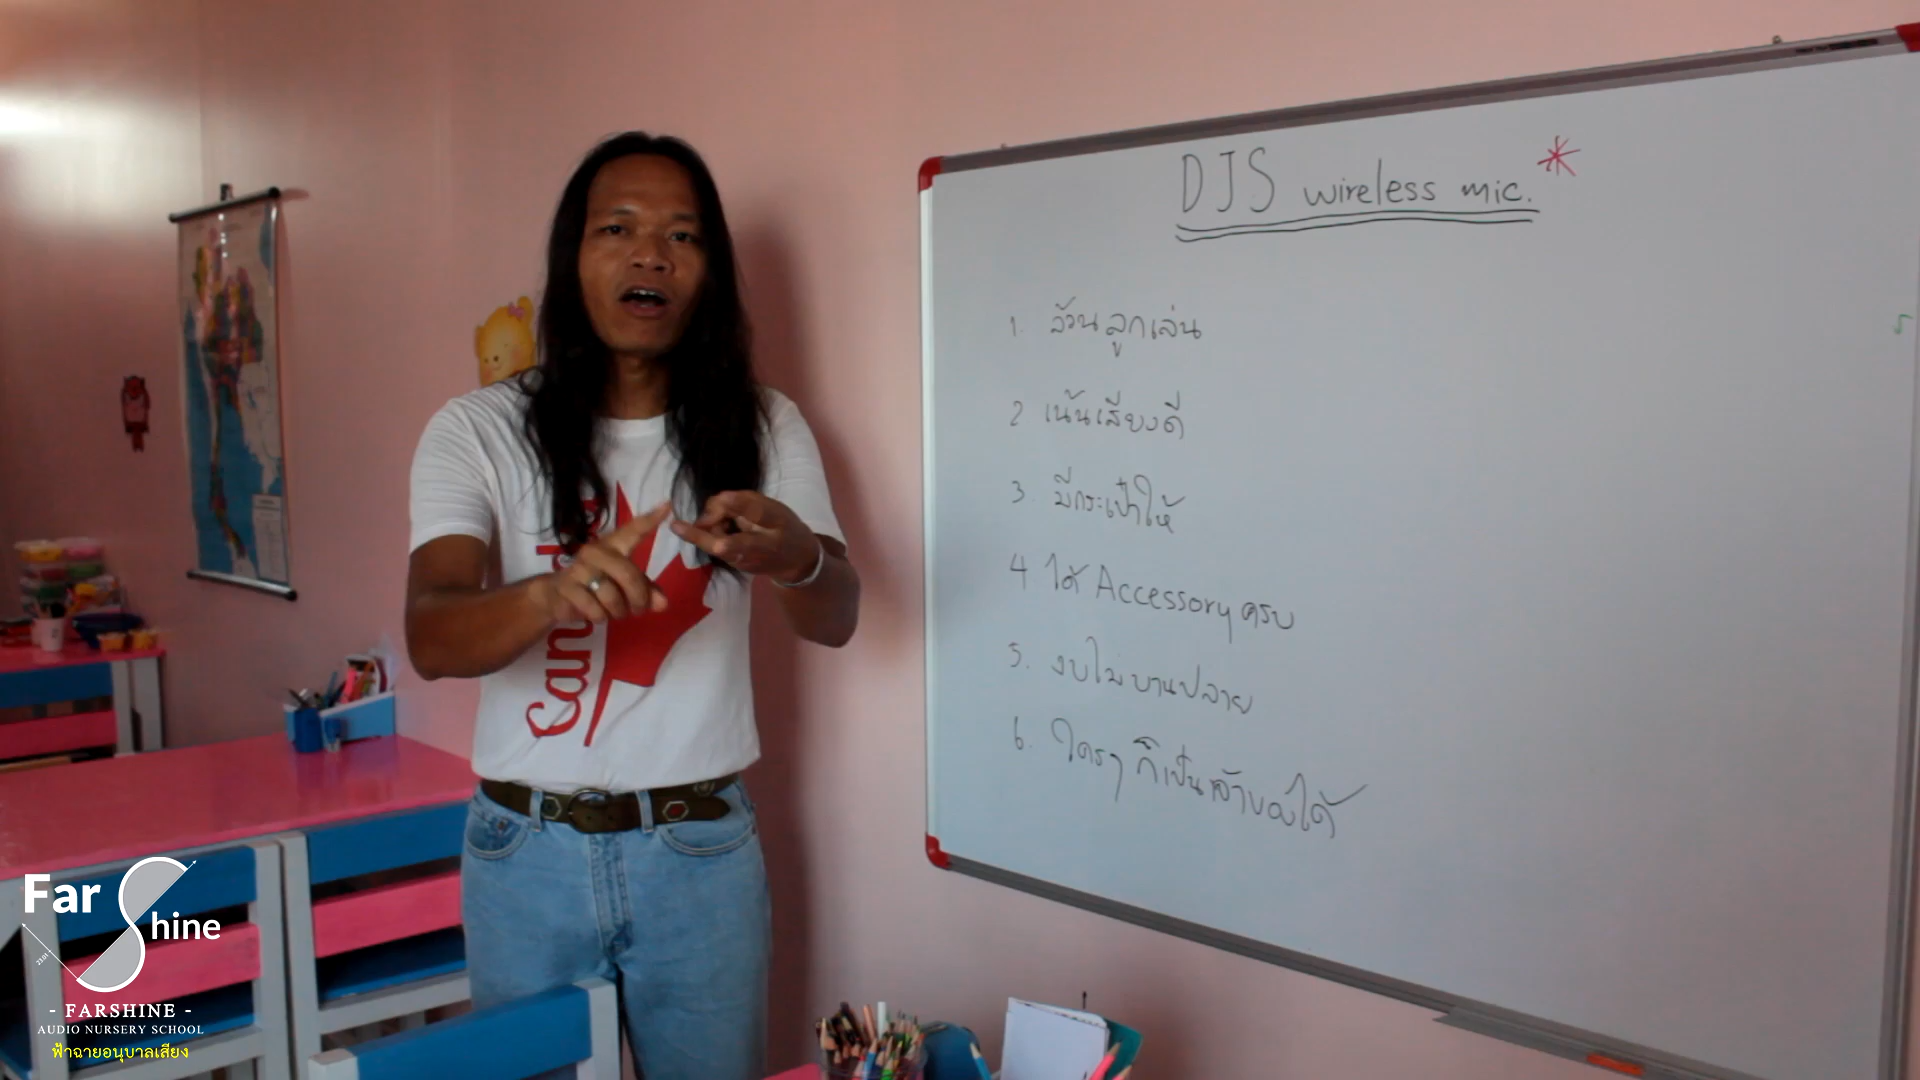 DJS wireless mic. *
1. ล้วนลูกเล่น
2 เน้นเสียงดี
3. มีกระเป๋าให้
4 ได้ Accessory ครบ
5. งบไม่บานปลาย
6. ใครๆ ก็เป็นเจ้าของได้
Canada
Far Shine
- FARSHINE -
AUDIO NURSERY SCHOOL
ฟ้าฉายอนุบาลเสียง